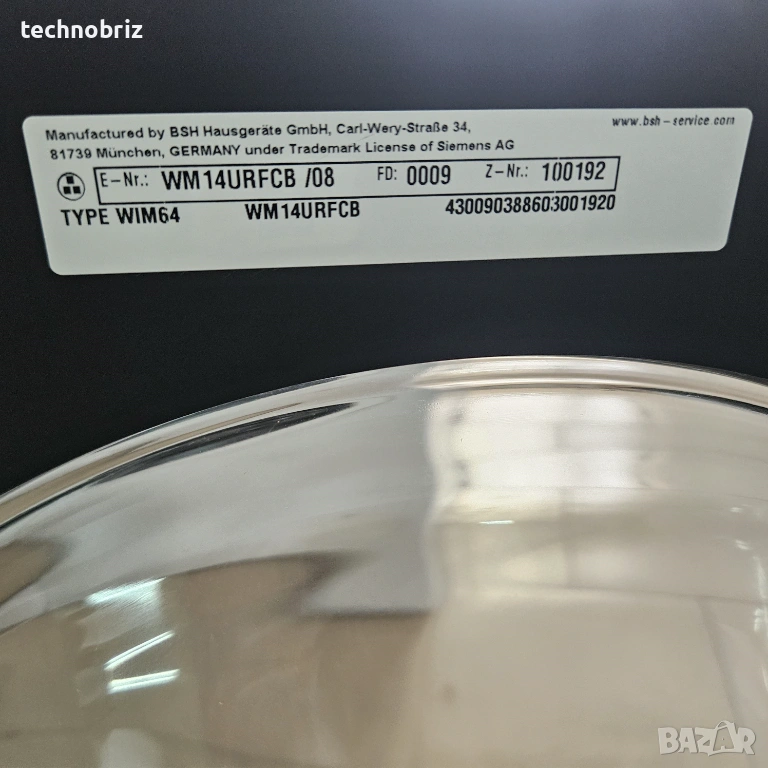 technobriz
Manufactured by BSH Hausgeräte GmbH, Carl-Wery-Straße 34,
81739 München, GERMANY under Trademark License of Siemens AG
www.bsh-service.com
E-Nr.: WM14URFCB /08 FD: 0009 Z-Nr.: 100192
TYPE WIM64 WM14URFCB 430090388603001920
BAZAR